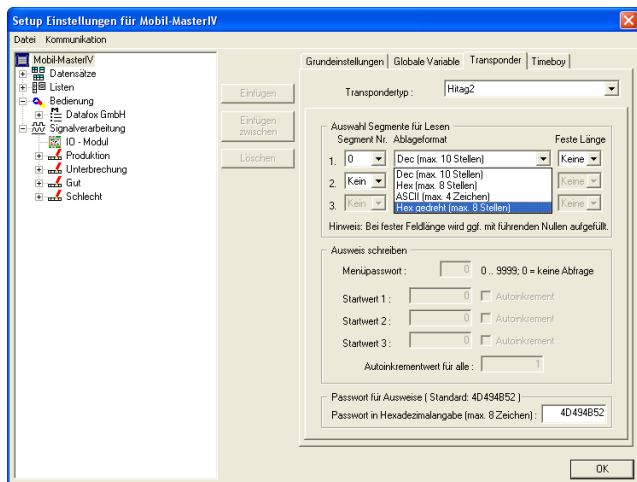 Setup Einstellungen für Mobil-MasterIV
Datei Kommunikation
Mobil-MasterIV
Datensätze
Listen
Bedienung
Datafox GmbH
Signalverarbeitung
IO - Modul
Produktion
Unterbrechung
Gut
Schlecht
Einfügen
Einfügen
zwischen
Löschen
Grundeinstellungen Globale Variable Transponder Timeboy
Transpondertyp : Hitag2
Auswahl Segmente für Lesen
Segment Nr. Ablageformat Feste Länge
1. 0 Dec (max. 10 Stellen) Keine
Dec (max. 10 Stellen)
2. Kein Hex (max. 8 Stellen) Keine
ASCII (max. 4 Zeichen)
3. Kein Hex gedreht (max. 8 Stellen) Keine
Hinweis: Bei fester Feldlänge wird ggf. mit führenden Nullen aufgefüllt.
Ausweis schreiben
Menüpasswort : 0 0 .. 9999; 0 = keine Abfrage
Startwert 1 : 0 Autoinkrement
Startwert 2 : 0 Autoinkrement
Startwert 3 : 0 Autoinkrement
Autoinkrementwert für alle : 1
Passwort für Ausweise ( Standard: 4D494B52 )
Passwort in Hexadezimalangabe (max. 8 Zeichen) : 4D494B52
OK